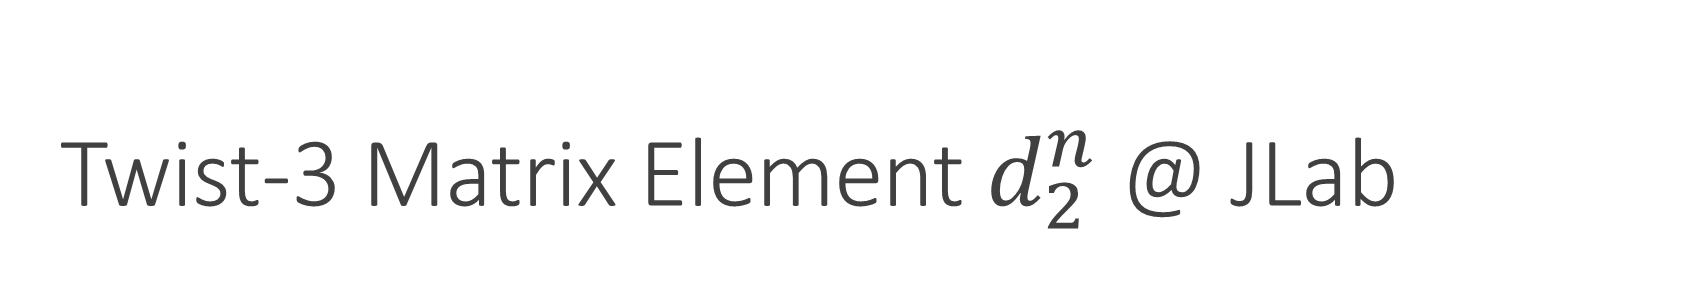 Twist-3 Matrix Element $d_2^n$ @ JLab